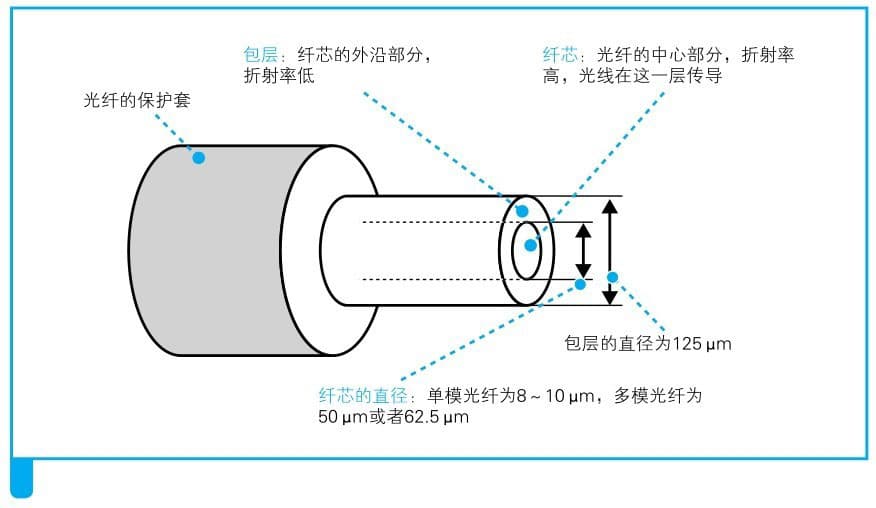 包层：纤芯的外沿部分，
折射率低
纤芯：光纤的中心部分，折射率
高，光线在这一层传导
光纤的保护套
包层的直径为125 μm
纤芯的直径：单模光纤为8～10 μm，多模光纤为
50 μm或者62.5 μm